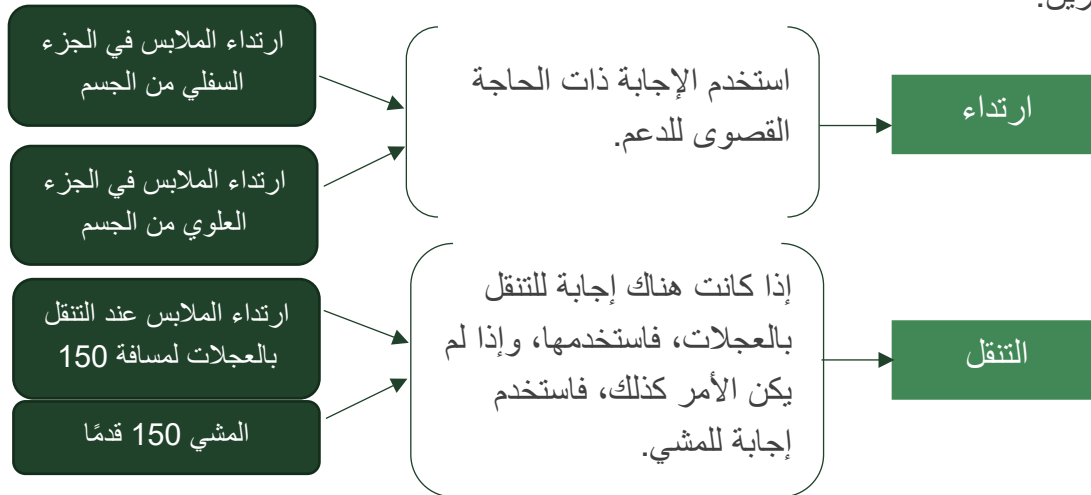 ارتداء الملابس في الجزء
السفلي من الجسم
ارتداء الملابس في الجزء
العلوي من الجسم
استخدم الإجابة ذات الحاجة
القصوى للدعم.
ارتداء
ارتداء الملابس عند التنقل
بالعجلات لمسافة 150
المشي 150 قدمًا
إذا كانت هناك إجابة للتنقل
بالعجلات، فاستخدمها، وإذا لم
يكن الأمر كذلك، فاستخدم
إجابة للمشي.
التنقل